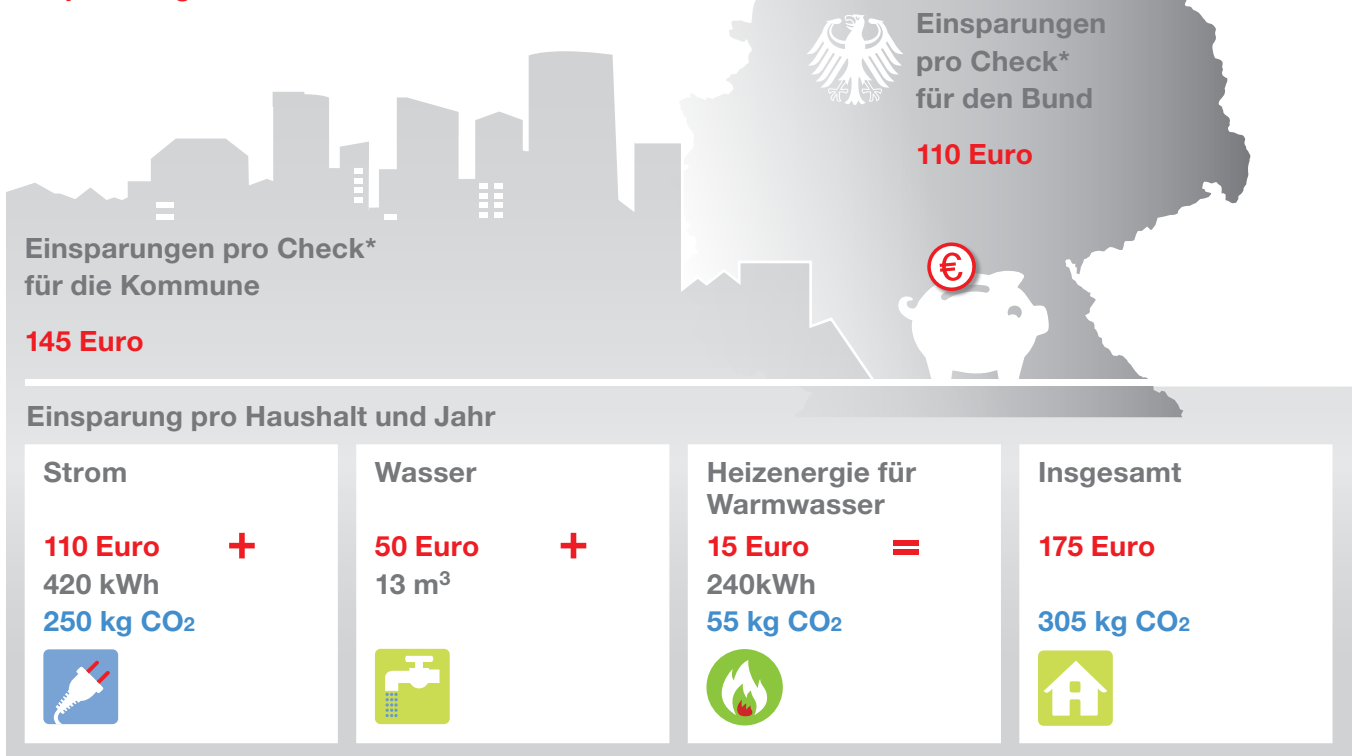 Einsparungen
pro Check*
für den Bund
110 Euro
€
Einsparungen pro Check*
für die Kommune
145 Euro
Einsparung pro Haushalt und Jahr
Strom
110 Euro +
420 kWh
250 kg CO₂
Wasser
50 Euro +
13 m³
Heizenergie für
Warmwasser
15 Euro =
240kWh
55 kg CO₂
Insgesamt
175 Euro
305 kg CO₂